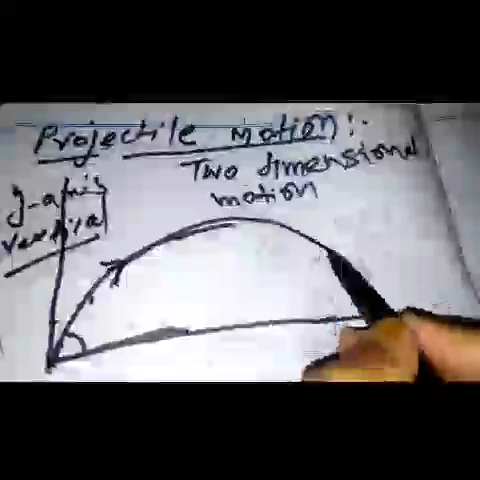 Projectile motion:
Two dimensional
motion
y-axis
vertical